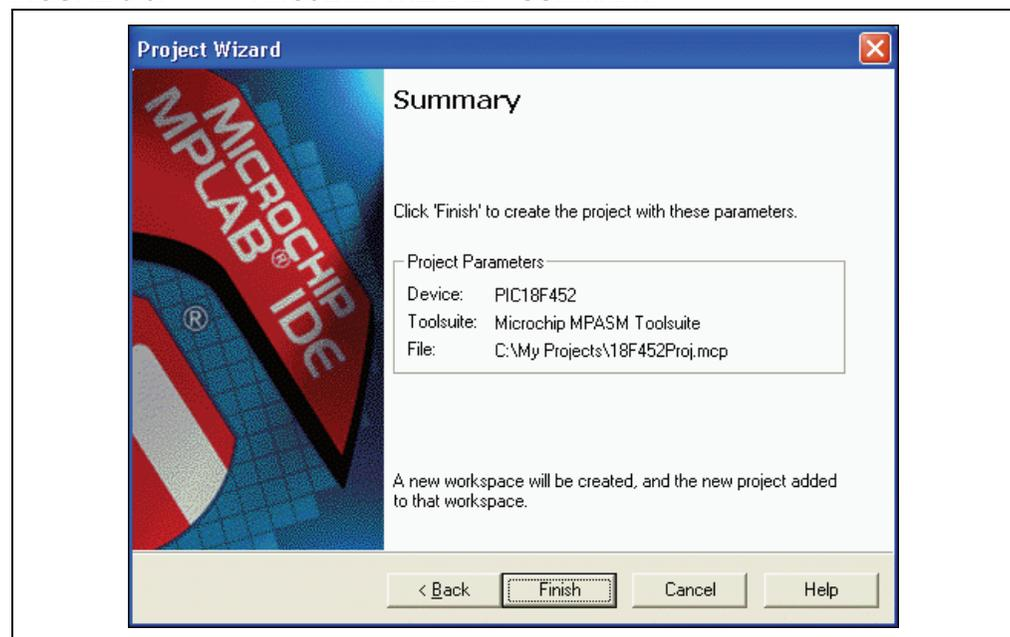 Project Wizard
MICROCHIP
MPLAB® IDE
®
Summary
Click 'Finish' to create the project with these parameters.
Project Parameters
Device: PIC18F452
Toolsuite: Microchip MPASM Toolsuite
File: C:\My Projects\18F452Proj.mcp
A new workspace will be created, and the new project added
to that workspace.
< Back Finish Cancel Help